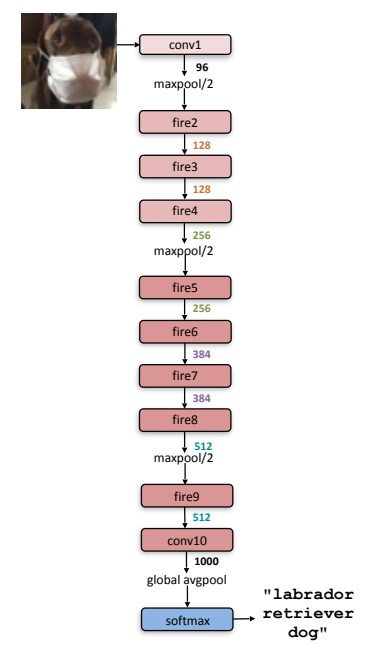 conv1
96
maxpool/2
fire2
128
fire3
128
fire4
256
maxpool/2
fire5
256
fire6
384
fire7
384
fire8
512
maxpool/2
fire9
512
conv10
1000
global avgpool
softmax
"labrador
retriever
dog"